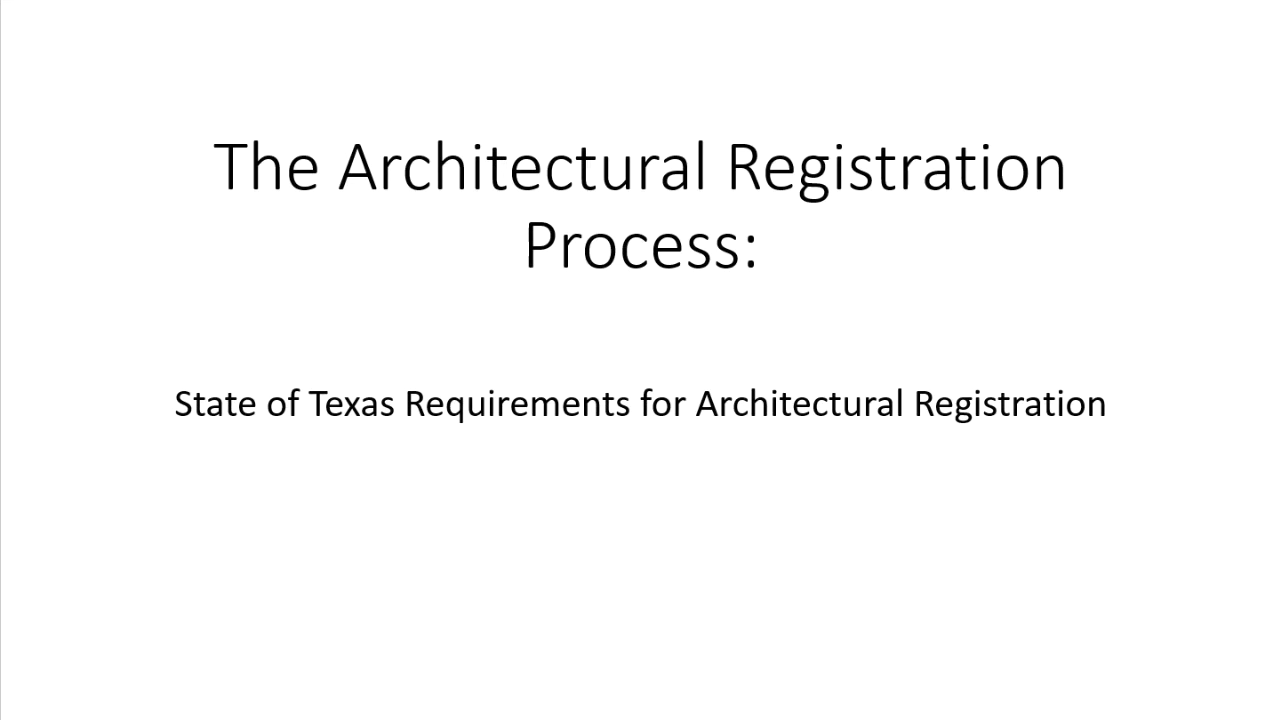 The Architectural Registration
Process:
State of Texas Requirements for Architectural Registration